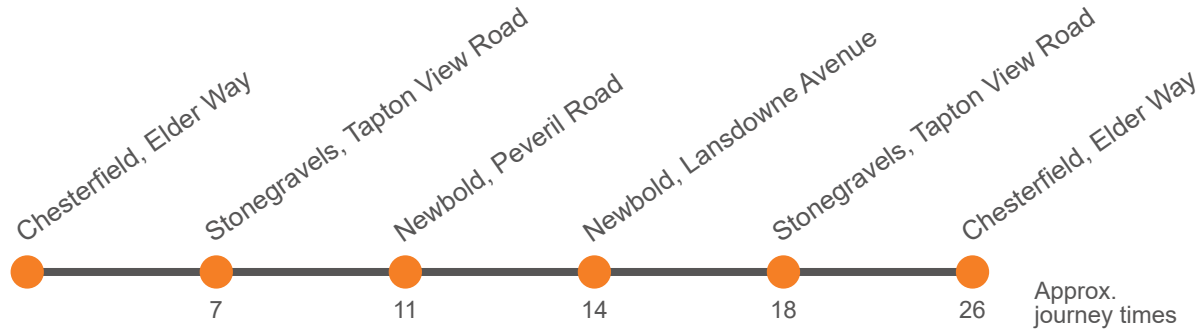 Chesterfield, Elder Way
Stonegravels, Tapton View Road
Newbold, Peveril Road
Newbold, Lansdowne Avenue
Stonegravels, Tapton View Road
Chesterfield, Elder Way
7
11
14
18
26
Approx.
journey times